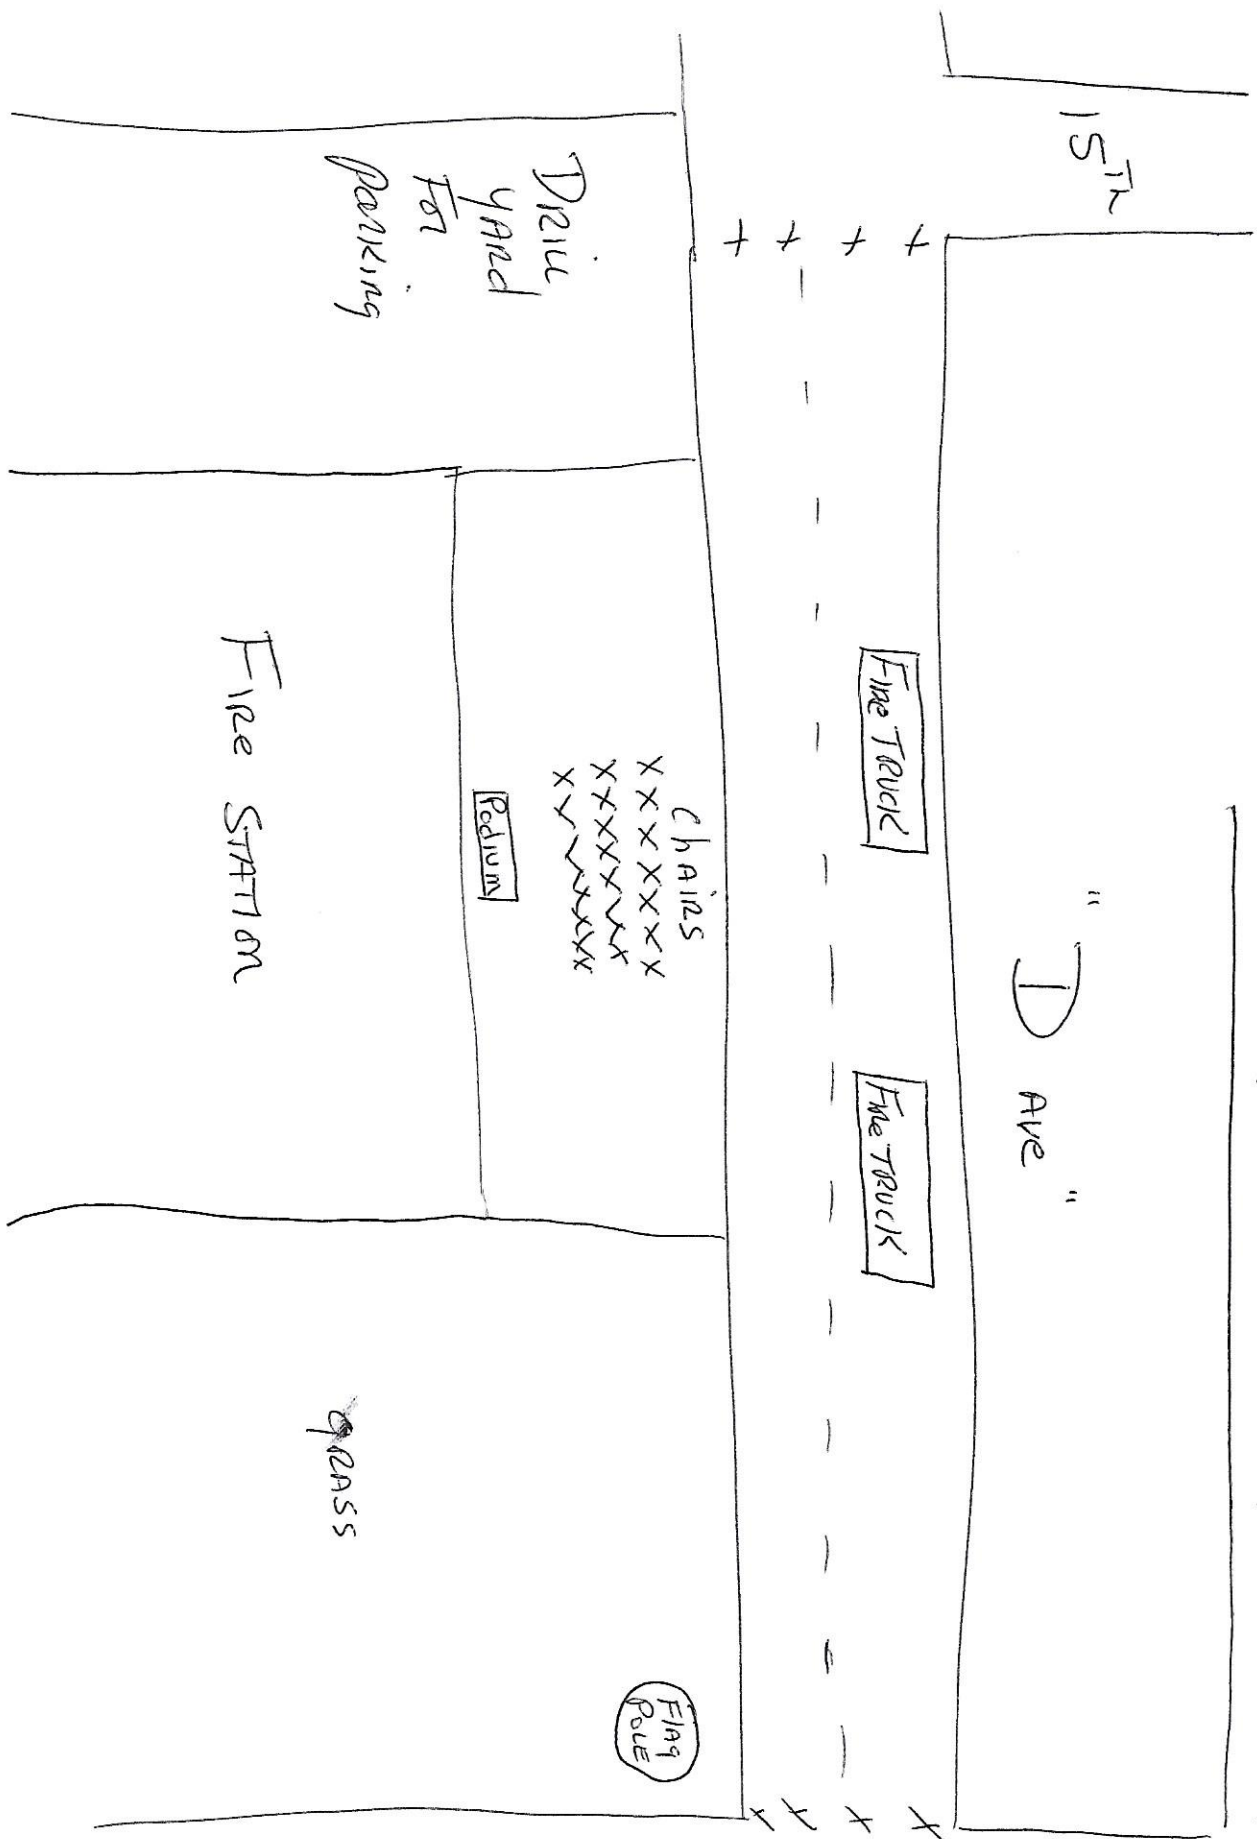 15TH
" D Ave "
Fire TRUCK
Fire TRUCK
ChAIRS
Podium
DRill
YARd
For
parking
Fire STATION
gRASS
FlAg
POLE